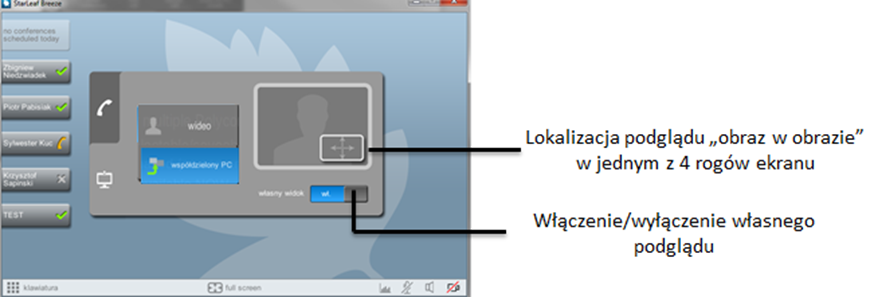 StarLeaf Breeze
no conferences
scheduled today
Zbigniew
Niedzwiadek
Piotr Pabisiak
Sylwester Kuc
Krzysztof
Sapinski
TEST
wideo
współdzielony PC
własny widok
wł.
klawiatura
full screen
Lokalizacja podglądu „obraz w obrazie”
w jednym z 4 rogów ekranu
Włączenie/wyłączenie własnego
podglądu